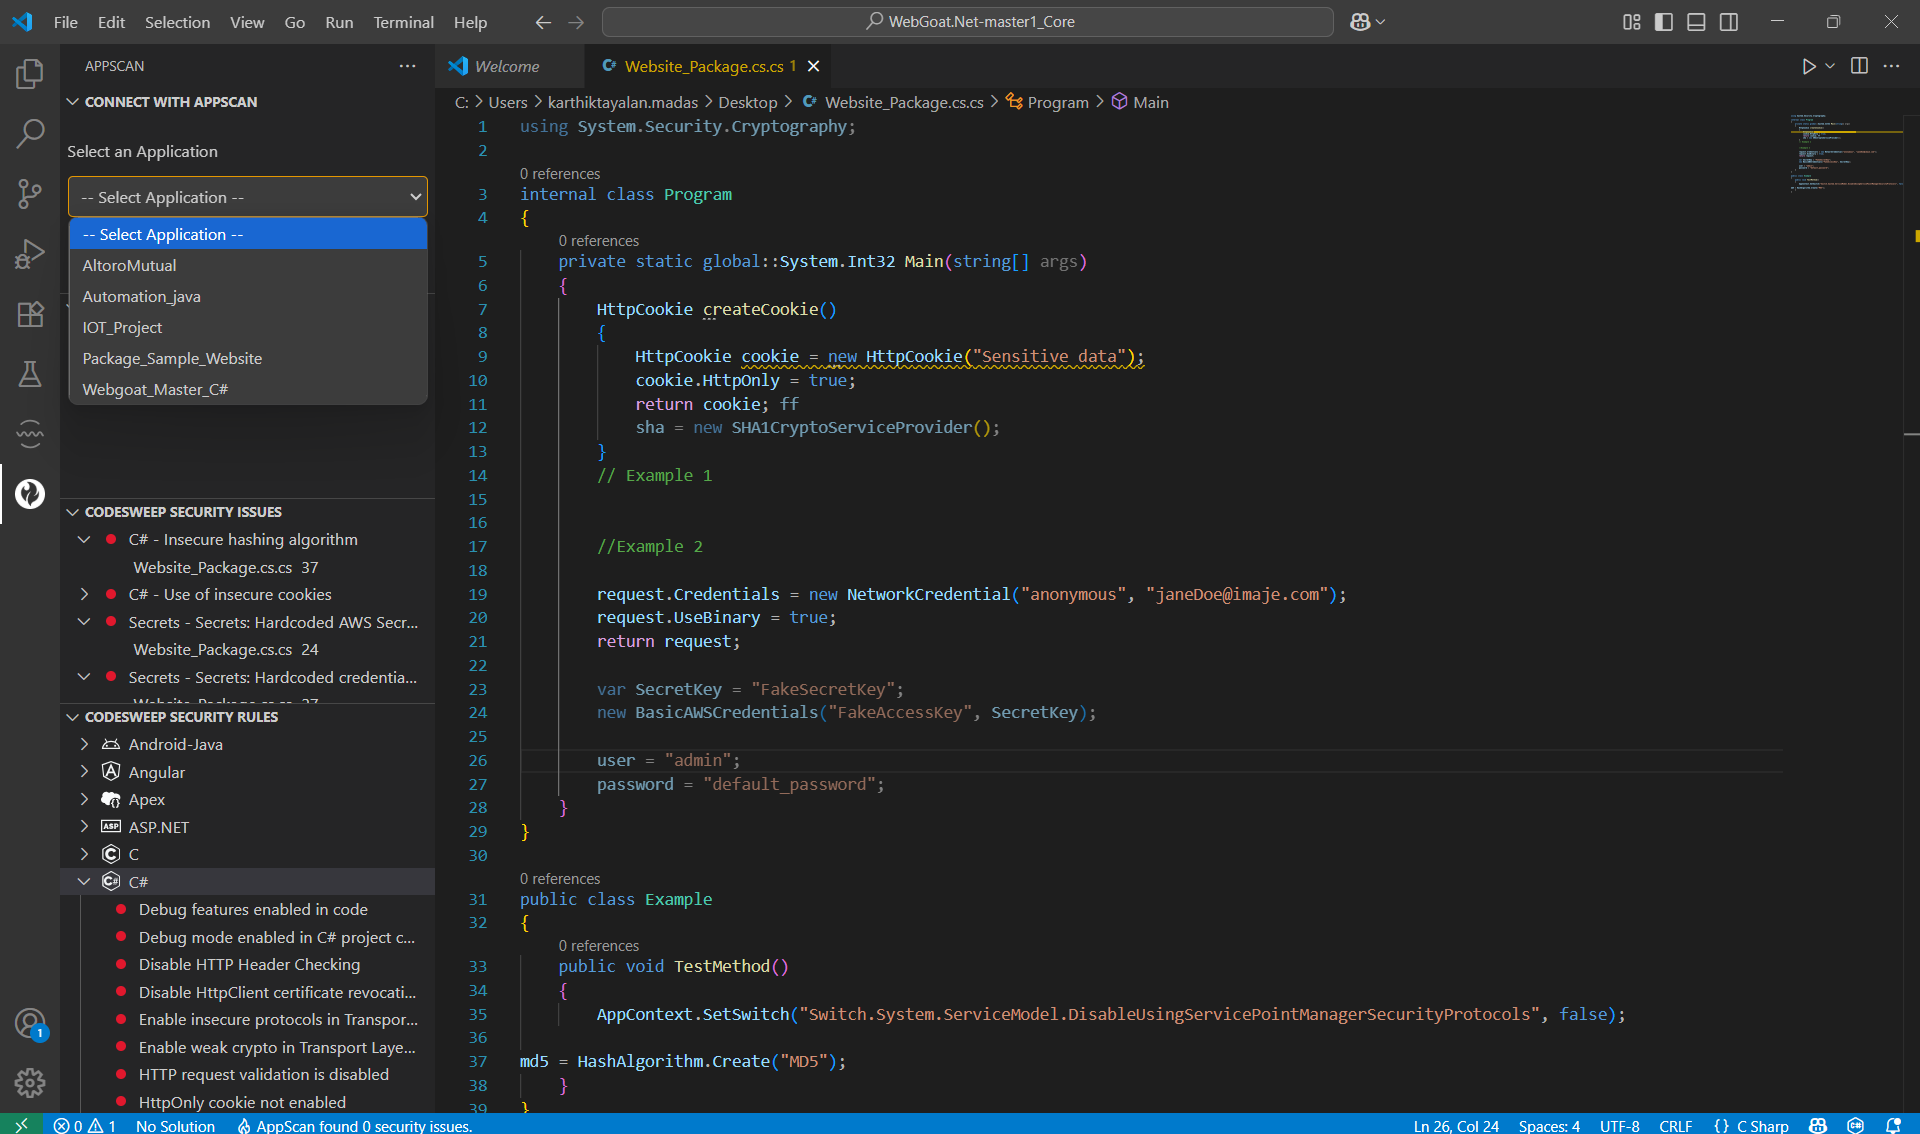 File Edit Selection View Go Run Terminal Help
WebGoat.Net-master1_Core
APPSCAN
CONNECT WITH APPSCAN
Select an Application
-- Select Application --
-- Select Application --
AltoroMutual
Automation_java
IOT_Project
Package_Sample_Website
Webgoat_Master_C#
CODESWEEP SECURITY ISSUES
C# - Insecure hashing algorithm
Website_Package.cs.cs 37
C# - Use of insecure cookies
Secrets - Secrets: Hardcoded AWS Secr...
Website_Package.cs.cs 24
Secrets - Secrets: Hardcoded credentia...
CODESWEEP SECURITY RULES
Android-Java
Angular
Apex
ASP ASP.NET
C
C#
Debug features enabled in code
Debug mode enabled in C# project c...
Disable HTTP Header Checking
Disable HttpClient certificate revocati...
Enable insecure protocols in Transpor...
Enable weak crypto in Transport Laye...
HTTP request validation is disabled
HttpOnly cookie not enabled
1
Welcome
C# Website_Package.cs.cs 1
C: Users karthiktayalan.madas Desktop C# Website_Package.cs.cs Program Main
1 using System.Security.Cryptography;
2
0 references
3 internal class Program
4 {
0 references
5 private static global::System.Int32 Main(string[] args)
6 {
7 HttpCookie createCookie()
8 {
9 HttpCookie cookie = new HttpCookie("Sensitive data");
10 cookie.HttpOnly = true;
11 return cookie; ff
12 sha = new SHA1CryptoServiceProvider();
13 }
14 // Example 1
15
16
17 //Example 2
18
19 request.Credentials = new NetworkCredential("anonymous", "janeDoe@imaje.com");
20 request.UseBinary = true;
21 return request;
22
23 var SecretKey = "FakeSecretKey";
24 new BasicAWSCredentials("FakeAccessKey", SecretKey);
25
26 user = "admin";
27 password = "default_password";
28 }
29 }
30
0 references
31 public class Example
32 {
0 references
33 public void TestMethod()
34 {
35 AppContext.SetSwitch("Switch.System.ServiceModel.DisableUsingServicePointManagerSecurityProtocols", false);
36
37 md5 = HashAlgorithm.Create("MD5");
38 }
39 }
0 1 No Solution AppScan found 0 security issues.
Ln 26, Col 24 Spaces: 4 UTF-8 CRLF {} C Sharp